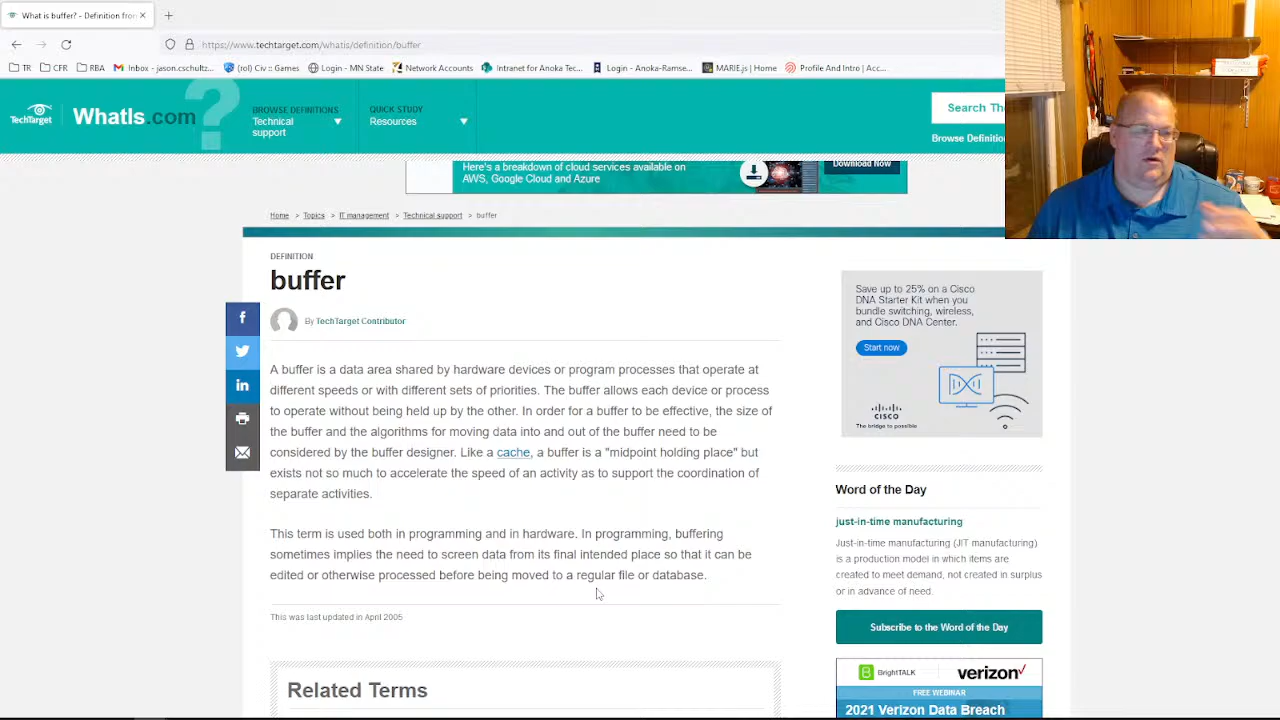 What is buffer? - Definition from
https://www.techtarget.com/whatis/definition/buffer
TR
CFR
RBA
Inbox - jason.cschultz...
(rol) Civ :: Games:
Login - MN State
Network Accounts
Intranet for Anoka Tec...
Login - Anoka-Ramse...
MARET - Home
Profile And Intro | Acc...
TechTarget
WhatIs.com
?
BROWSE DEFINITIONS
Technical
support
QUICK STUDY
Resources
Search Th
Browse Definitio
Here's a breakdown of cloud services available on
AWS, Google Cloud and Azure
Download Now
Home > Topics > IT management > Technical support > buffer
DEFINITION
buffer
By TechTarget Contributor
A buffer is a data area shared by hardware devices or program processes that operate at
different speeds or with different sets of priorities. The buffer allows each device or process
to operate without being held up by the other. In order for a buffer to be effective, the size of
the buffer and the algorithms for moving data into and out of the buffer need to be
considered by the buffer designer. Like a cache, a buffer is a "midpoint holding place" but
exists not so much to accelerate the speed of an activity as to support the coordination of
separate activities.
This term is used both in programming and in hardware. In programming, buffering
sometimes implies the need to screen data from its final intended place so that it can be
edited or otherwise processed before being moved to a regular file or database.
This was last updated in April 2005
Related Terms
Save up to 25% on a Cisco
DNA Starter Kit when you
bundle switching, wireless,
and Cisco DNA Center.
Start now
CISCO
The bridge to possible
Word of the Day
just-in-time manufacturing
Just-in-time manufacturing (JIT manufacturing)
is a production model in which items are
created to meet demand, not created in surplus
or in advance of need.
Subscribe to the Word of the Day
BrightTALK
verizon✓
FREE WEBINAR
2021 Verizon Data Breach